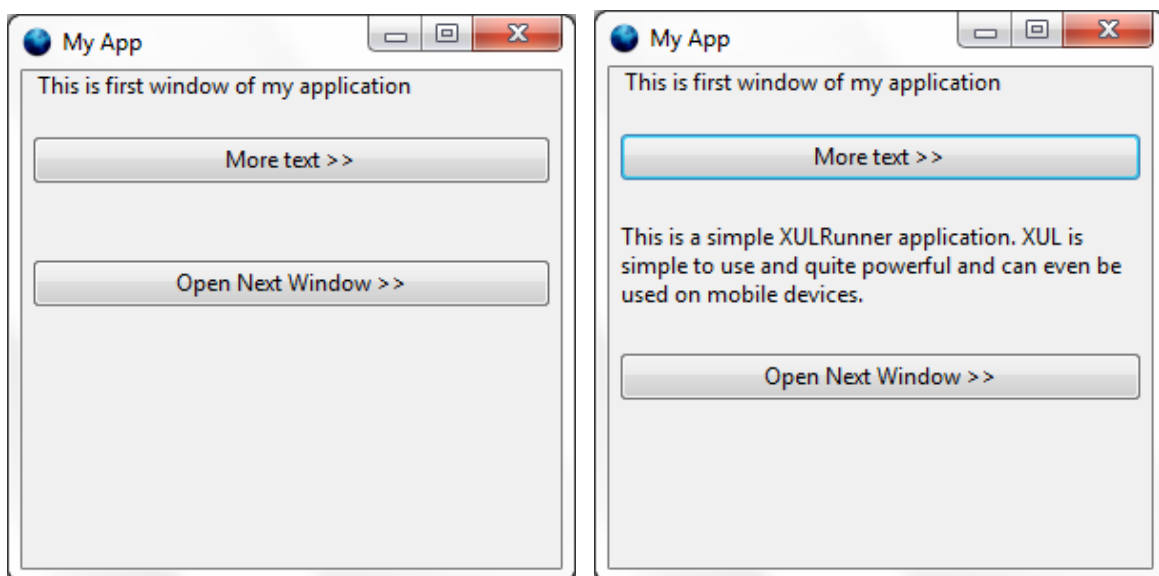 My App
This is first window of my application
More text >>
Open Next Window >>
My App
This is first window of my application
More text >>
This is a simple XULRunner application. XUL is
simple to use and quite powerful and can even be
used on mobile devices.
Open Next Window >>